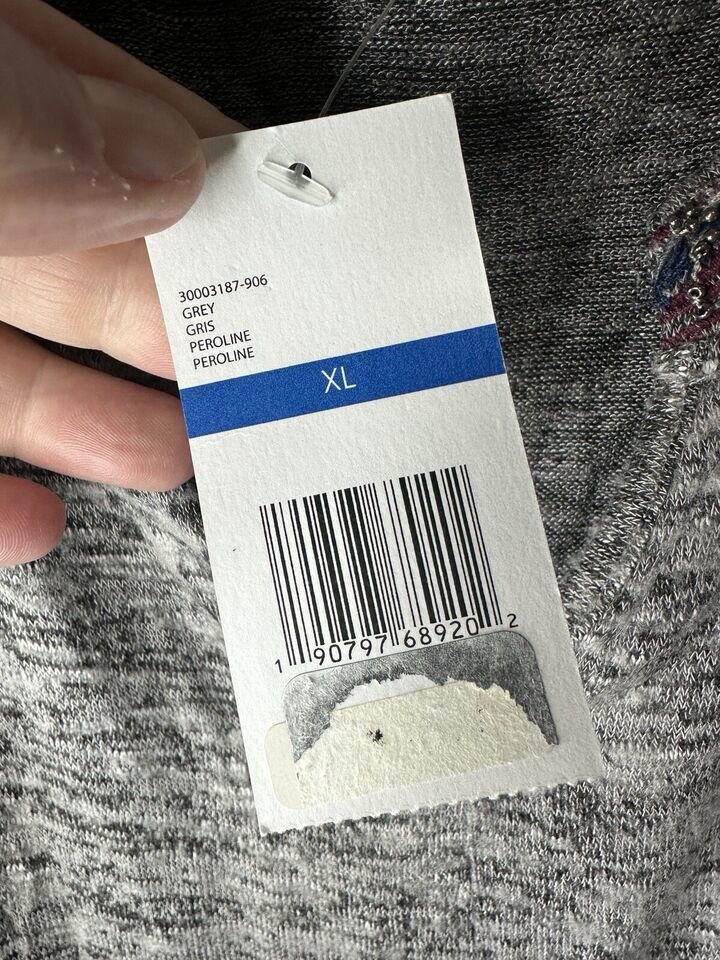 30003187-906
GREY
GRIS
PEROLINE
PEROLINE
XL
1 90797 68920 2